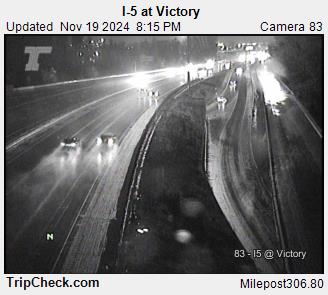 I-5 at Victory
Updated  Nov 19 2024  8:15 PM
Camera 83
T
N
83 - I5 @ Victory
TripCheck.com
Milepost306.80